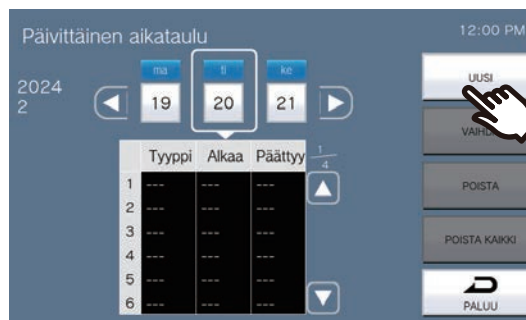 Päivittäinen aikataulu
12:00 PM
2024
2
ma
ti
ke
19
20
21
Tyyppi Alkaa Päättyy 1/4
1 --- --- ---
2 --- --- ---
3 --- --- ---
4 --- --- ---
5 --- --- ---
6 --- --- ---
UUSI
POISTA
POISTA KAIKKI
PALUU